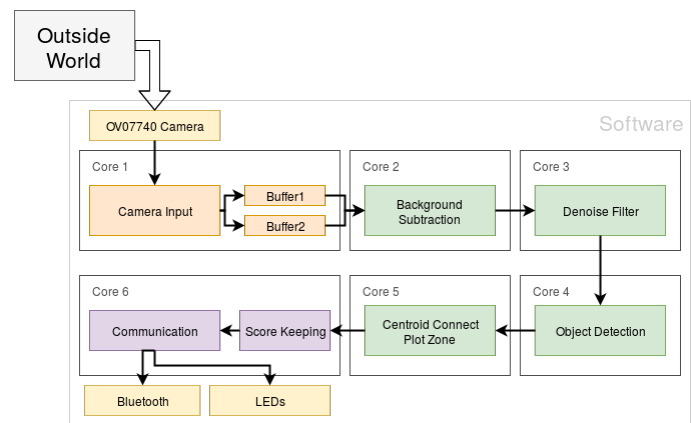 Outside
World
Software
OV07740 Camera
Core 1
Core 2
Core 3
Camera Input
Buffer1
Buffer2
Background
Subtraction
Denoise Filter
Core 6
Core 5
Core 4
Communication
Score Keeping
Centroid Connect
Plot Zone
Object Detection
Bluetooth
LEDs